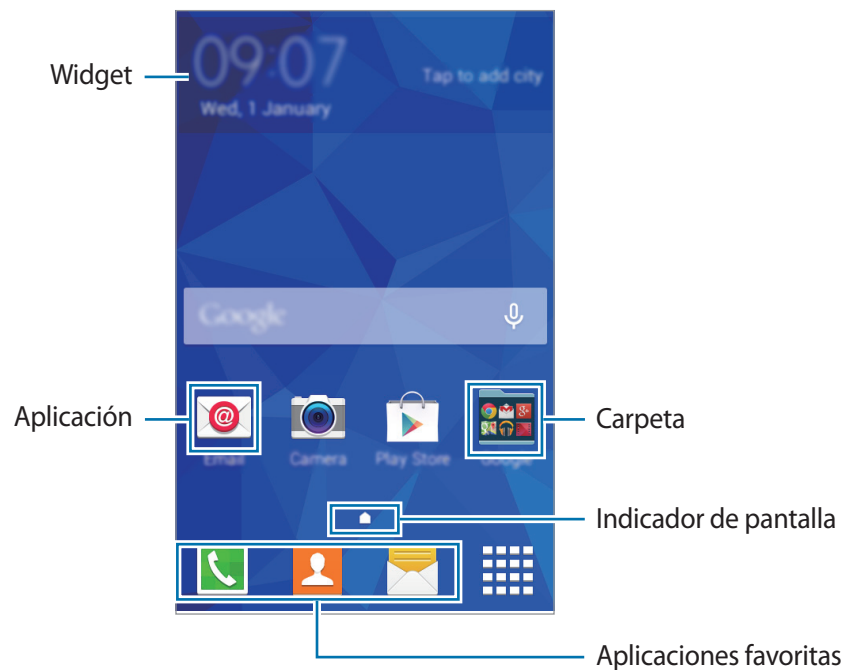 Widget
09:07
Tap to add city
Wed, 1 January
Google
Aplicación
Carpeta
Email
Camera
Play Store
Google
Indicador de pantalla
Aplicaciones favoritas